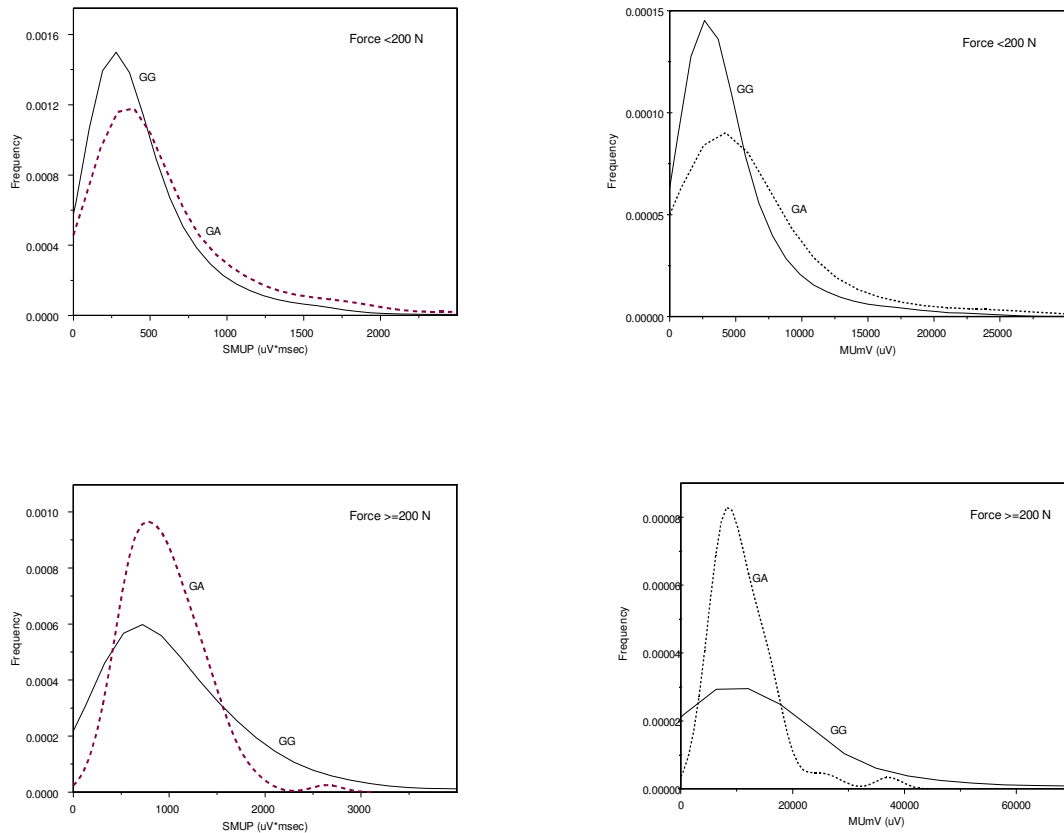 0.0016
0.0012
0.0008
0.0004
0.0000
Frequency
Force <200 N
GG
GA
0
500
1000
1500
2000
SMUP (uV*msec)
0.00015
0.00010
0.00005
0.00000
Frequency
Force <200 N
GG
GA
0
5000
10000
15000
20000
25000
MUmV (uV)
0.0010
0.0008
0.0006
0.0004
0.0002
0.0000
Frequency
Force >=200 N
GA
GG
0
1000
2000
3000
SMUP (uV*msec)
0.00008
0.00006
0.00004
0.00002
0.00000
Frequency
Force >=200 N
GA
GG
0
20000
40000
60000
MUmV (uV)